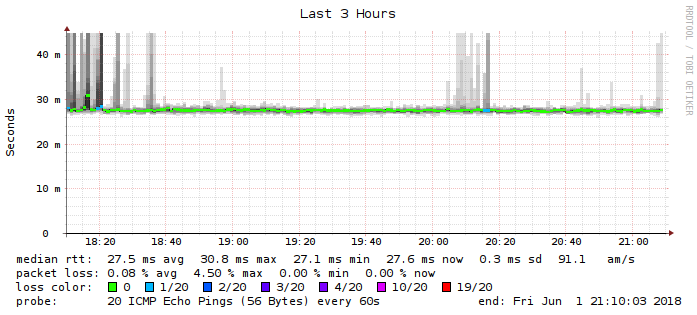 Last 3 Hours
RRDTOOL / TOBI OETIKER
Seconds
40 m
30 m
20 m
10 m
0
18:20 18:40 19:00 19:20 19:40 20:00 20:20 20:40 21:00
median rtt: 27.5 ms avg 30.8 ms max 27.1 ms min 27.6 ms now 0.3 ms sd 91.1 am/s
packet loss: 0.08 % avg 4.50 % max 0.00 % min 0.00 % now
loss color: 0 1/20 2/20 3/20 4/20 10/20 19/20
probe: 20 ICMP Echo Pings (56 Bytes) every 60s end: Fri Jun 1 21:10:03 2018